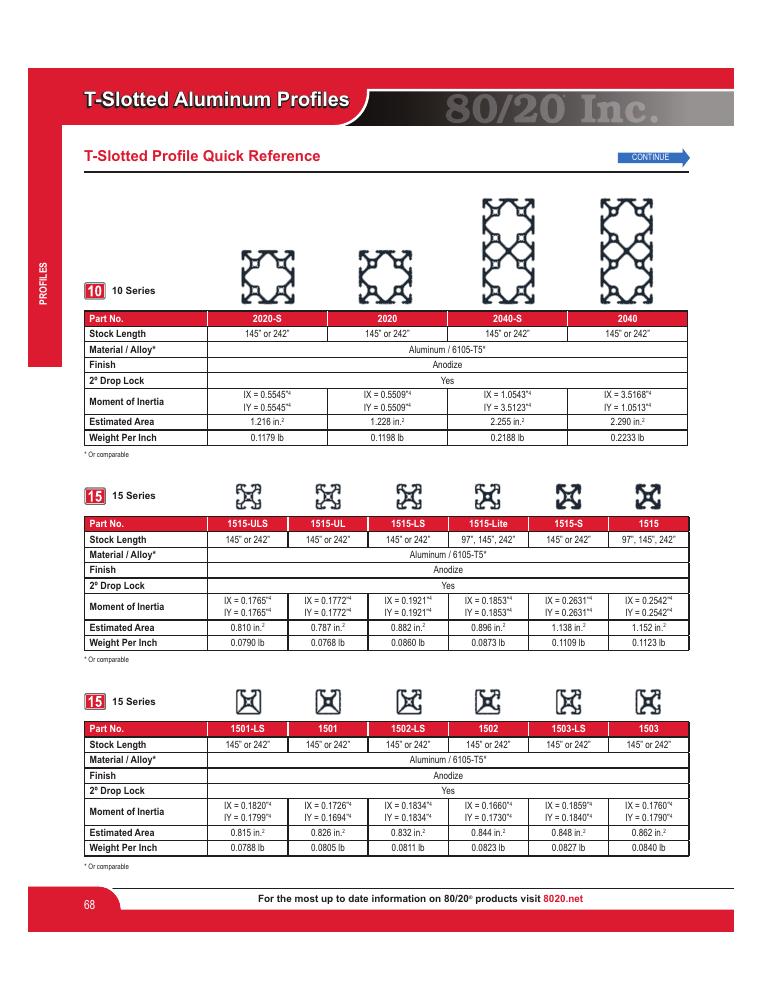 T-Slotted Aluminum Profiles
80/20 Inc.
T-Slotted Profile Quick Reference
CONTINUE
PROFILES
10 10 Series
Part No. 2020-S 2020 2040-S 2040
Stock Length 145” or 242” 145” or 242” 145” or 242” 145” or 242”
Material / Alloy* Aluminum / 6105-T5*
Finish Anodize
2º Drop Lock Yes
Moment of Inertia
IX = 0.5545"⁴ IX = 0.5509"⁴ IX = 1.0543"⁴ IX = 3.5168"⁴
IY = 0.5545"⁴ IY = 0.5509"⁴ IY = 3.5123"⁴ IY = 1.0513"⁴
Estimated Area 1.216 in.² 1.228 in.² 2.255 in.² 2.290 in.²
Weight Per Inch 0.1179 lb 0.1198 lb 0.2188 lb 0.2233 lb
* Or comparable
15 15 Series
Part No. 1515-ULS 1515-UL 1515-LS 1515-Lite 1515-S 1515
Stock Length 145” or 242” 145” or 242” 145” or 242” 97”, 145”, 242” 145” or 242” 97”, 145”, 242”
Material / Alloy* Aluminum / 6105-T5*
Finish Anodize
2º Drop Lock Yes
Moment of Inertia
IX = 0.1765"⁴ IX = 0.1772"⁴ IX = 0.1921"⁴ IX = 0.1853"⁴ IX = 0.2631"⁴ IX = 0.2542"⁴
IY = 0.1765"⁴ IY = 0.1772"⁴ IY = 0.1921"⁴ IY = 0.1853"⁴ IY = 0.2631"⁴ IY = 0.2542"⁴
Estimated Area 0.810 in.² 0.787 in.² 0.882 in.² 0.896 in.² 1.138 in.² 1.152 in.²
Weight Per Inch 0.0790 lb 0.0768 lb 0.0860 lb 0.0873 lb 0.1109 lb 0.1123 lb
* Or comparable
15 15 Series
Part No. 1501-LS 1501 1502-LS 1502 1503-LS 1503
Stock Length 145” or 242” 145” or 242” 145” or 242” 145” or 242” 145” or 242” 145” or 242”
Material / Alloy* Aluminum / 6105-T5*
Finish Anodize
2º Drop Lock Yes
Moment of Inertia
IX = 0.1820"⁴ IX = 0.1726"⁴ IX = 0.1834"⁴ IX = 0.1660"⁴ IX = 0.1859"⁴ IX = 0.1760"⁴
IY = 0.1799"⁴ IY = 0.1694"⁴ IY = 0.1834"⁴ IY = 0.1730"⁴ IY = 0.1840"⁴ IY = 0.1790"⁴
Estimated Area 0.815 in.² 0.826 in.² 0.832 in.² 0.844 in.² 0.848 in.² 0.862 in.²
Weight Per Inch 0.0788 lb 0.0805 lb 0.0811 lb 0.0823 lb 0.0827 lb 0.0840 lb
* Or comparable
68
For the most up to date information on 80/20® products visit 8020.net